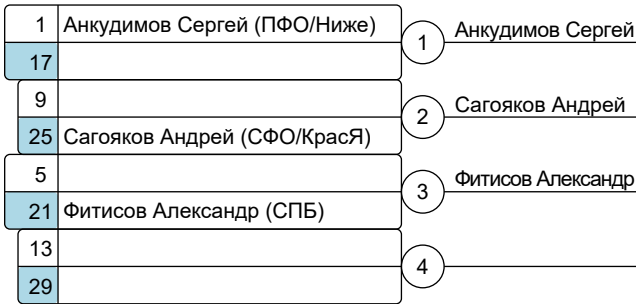 1 Анкудимов Сергей (ПФО/Ниже) 1 Анкудимов Сергей
17
9
25 Сагояков Андрей (СФО/КрасЯ) 2 Сагояков Андрей
5
21 Фитисов Александр (СПБ) 3 Фитисов Александр
13
29 4